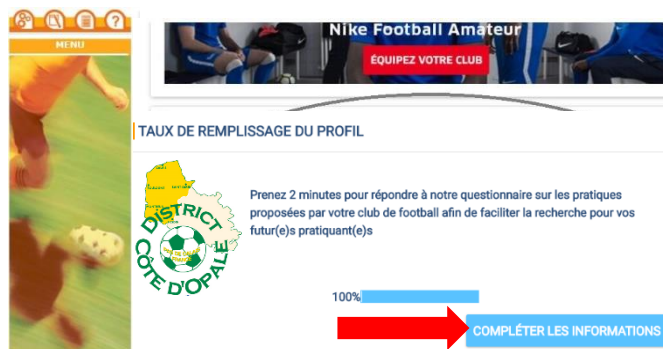 ?
MENU
Nike Football Amateur
ÉQUIPEZ VOTRE CLUB
TAUX DE REMPLISSAGE DU PROFIL
Prenez 2 minutes pour répondre à notre questionnaire sur les pratiques
proposées par votre club de football afin de faciliter la recherche pour vos
futur(e)s pratiquant(e)s
DISTRICT
CÔTE D'OPALE
100%
COMPLÉTER LES INFORMATIONS